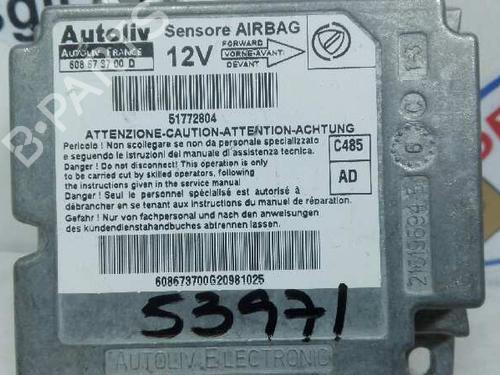 Autoliv
AUTOLIV FRANCE
608 67 37 00 D
Sensore AIRBAG
12V
FORWARD
VORNE-AVANT
DEVANT
51772804
ATTENZIONE-CAUTION-ATTENTION-ACHTUNG
Pericolo ! Non scollegare se non da personale specializzato
e seguendo le istruzioni del manuale di assistenza tecnica.
Danger ! Do not disconnect! This operation is only
to be carried out by skilled operators, following
the instructions given in the service manual
Danger ! Seul le personnel spécialisé est autorisé à
débrancher en se tenant aux instructions du manuel de réparation.
Gefahr ! Nur von fachpersonal und nach den anweisungen
des kundendienstahandbuches abtrennen lassen.
C485
AD
608673700G20981025
53971
AUTOLIV ELECTRONIC
B-PARTS